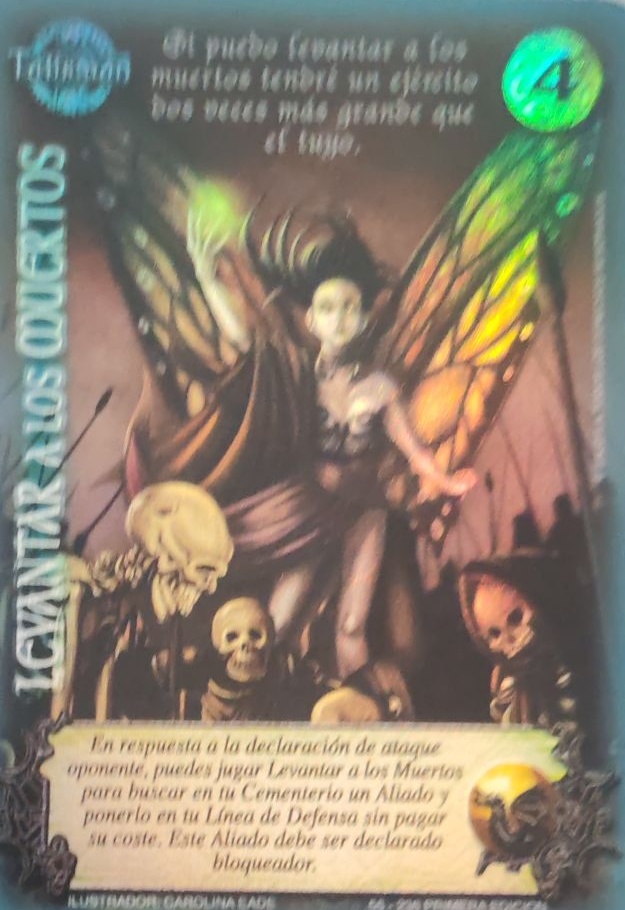 Talismán
Si puedo levantar a los
muertos tendré un ejército
dos veces más grande que
el tuyo.
4
LEVANTAR A LOS MUERTOS
En respuesta a la declaración de ataque
oponente, puedes jugar Levantar a los Muertos
para buscar en tu Cementerio un Aliado y
ponerlo en tu Línea de Defensa sin pagar
su coste. Este Aliado debe ser declarado
bloqueador.
ILUSTRADOR: CAROLINA EADE
PRIMERA EDICION